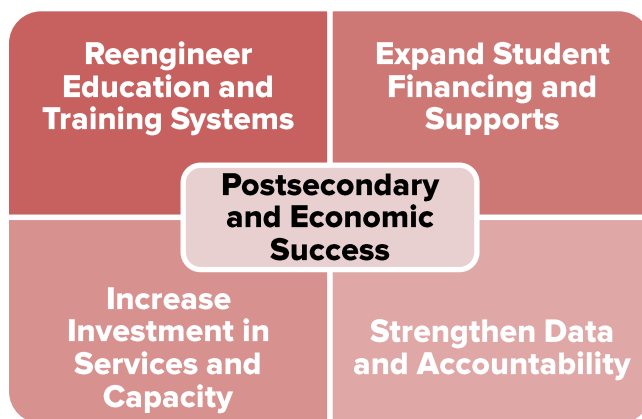 Reengineer
Education and
Training Systems
Expand Student
Financing and
Supports
Postsecondary
and Economic
Success
Increase
Investment in
Services and
Capacity
Strengthen Data
and Accountability